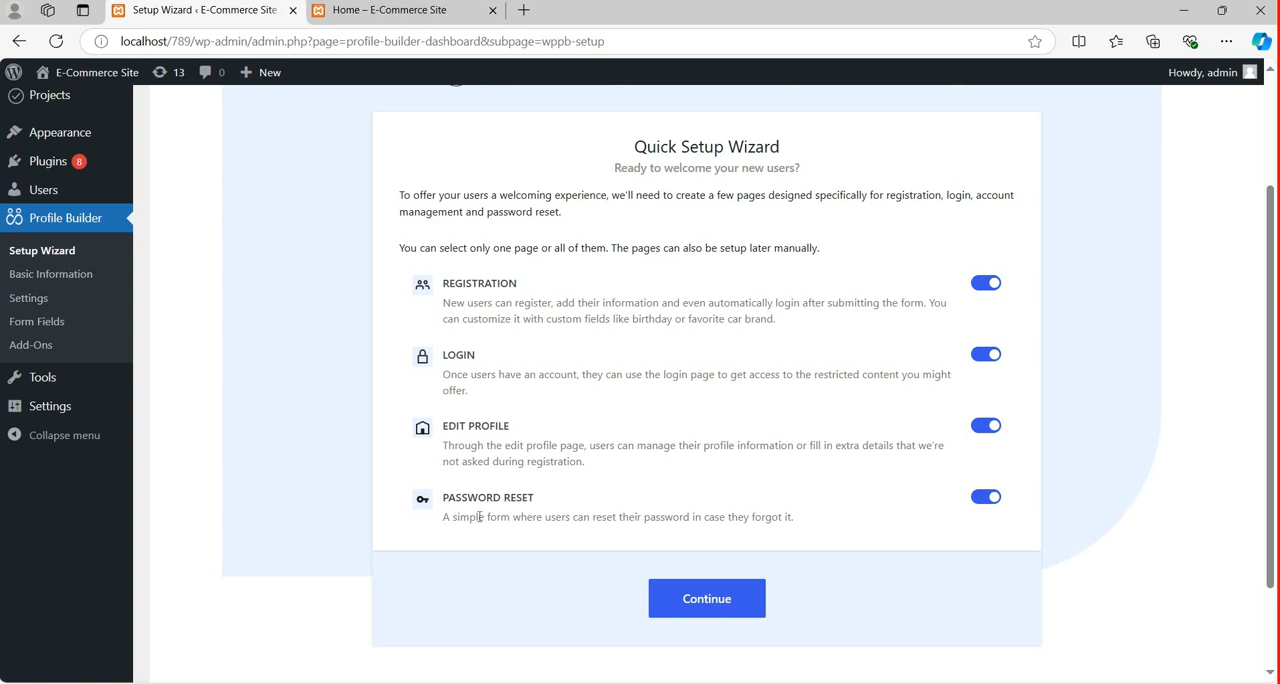 Setup Wizard ‹ E-Commerce Site
Home – E-Commerce Site
localhost/789/wp-admin/admin.php?page=profile-builder-dashboard&subpage=wppb-setup
E-Commerce Site
13
0
New
Howdy, admin
Projects
Appearance
Plugins 8
Users
Profile Builder
Setup Wizard
Basic Information
Settings
Form Fields
Add-Ons
Tools
Settings
Collapse menu
Quick Setup Wizard
Ready to welcome your new users?
To offer your users a welcoming experience, we'll need to create a few pages designed specifically for registration, login, account
management and password reset.
You can select only one page or all of them. The pages can also be setup later manually.
REGISTRATION
New users can register, add their information and even automatically login after submitting the form. You
can customize it with custom fields like birthday or favorite car brand.
LOGIN
Once users have an account, they can use the login page to get access to the restricted content you might
offer.
EDIT PROFILE
Through the edit profile page, users can manage their profile information or fill in extra details that we're
not asked during registration.
PASSWORD RESET
A simple form where users can reset their password in case they forgot it.
Continue